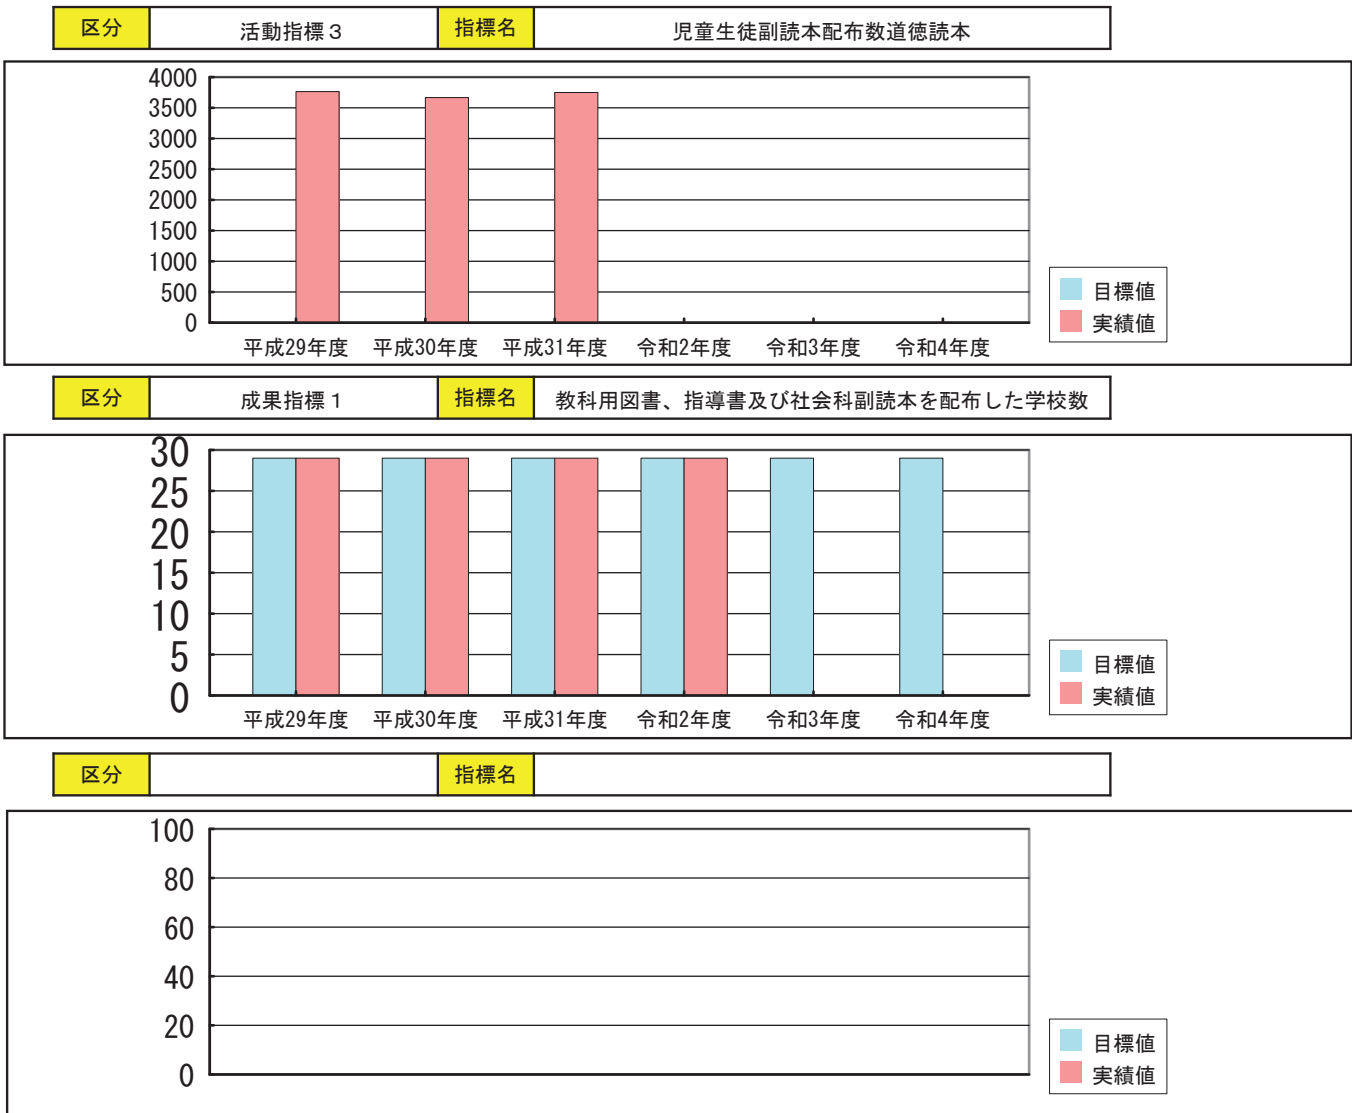 区分 活動指標３ 指標名 児童生徒副読本配布数道徳読本
4000
3500
3000
2500
2000
1500
1000
500
0
平成29年度 平成30年度 平成31年度 令和2年度 令和3年度 令和4年度
目標値
実績値
区分 成果指標１ 指標名 教科用図書、指導書及び社会科副読本を配布した学校数
30
25
20
15
10
5
0
平成29年度 平成30年度 平成31年度 令和2年度 令和3年度 令和4年度
目標値
実績値
区分 指標名
100
80
60
40
20
0
目標値
実績値